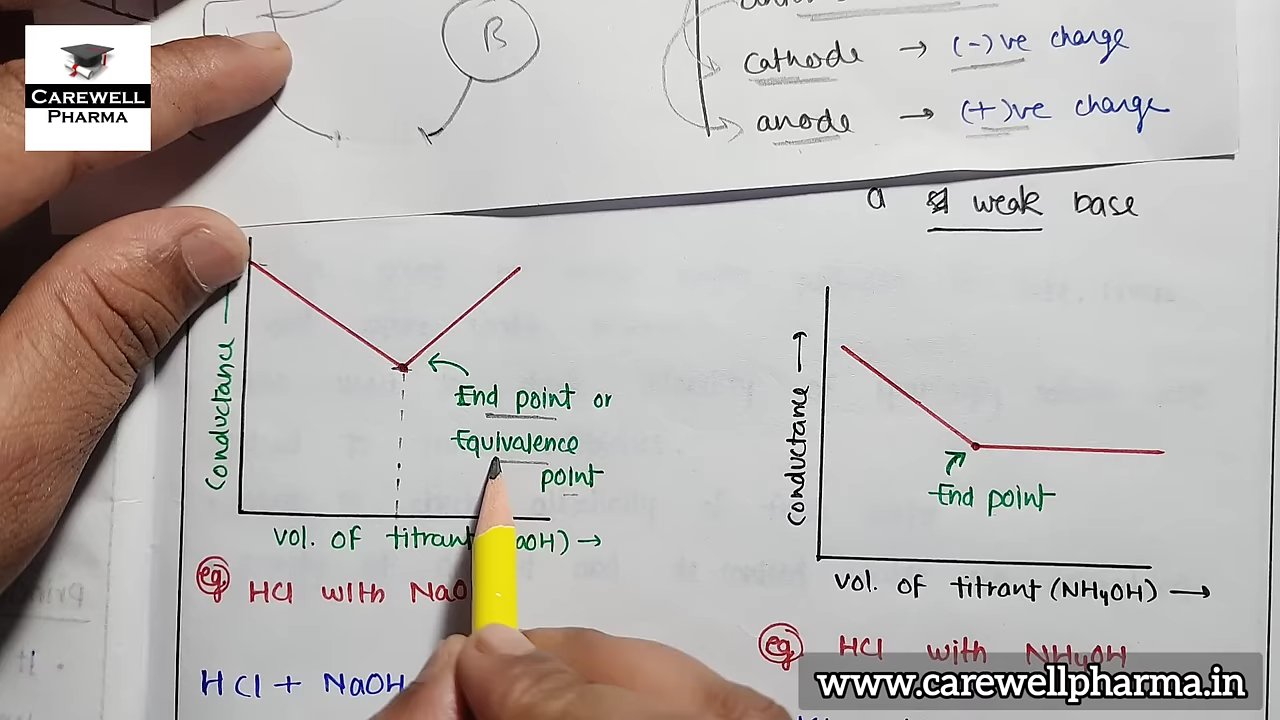 CAREWELL
PHARMA
B
cathode → (-)ve charge
anode → (+)ve charge
a weak base
Conductance
End point or
Equivalence
point
vol. of titrant
eg. HCl with
HCl + NaOH
Conductance →
End point
vol. of titrant (NH4OH) →
eg. HCl with NH4OH
www.carewellpharma.in